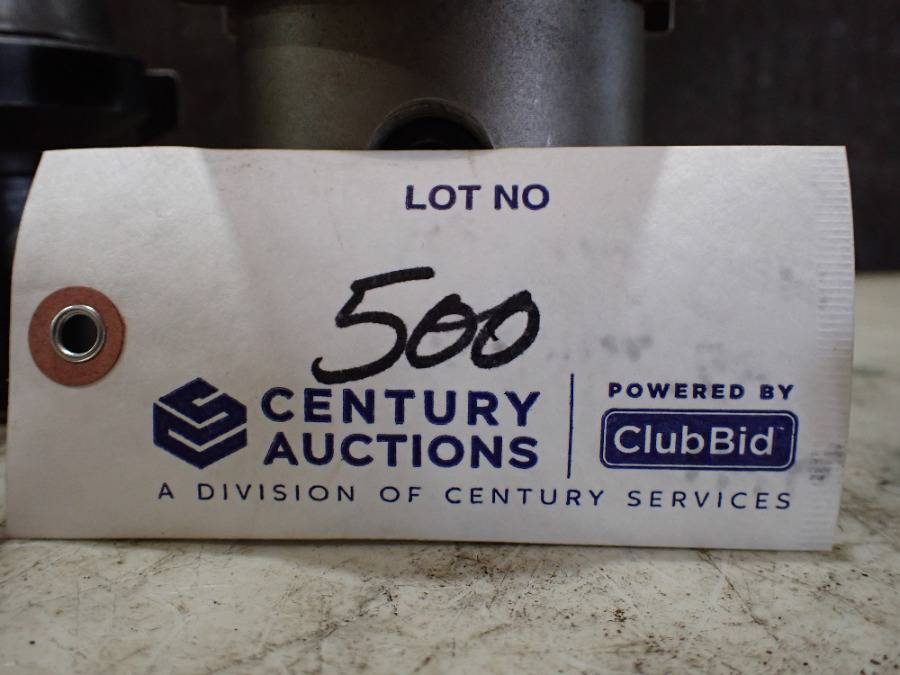 LOT NO
500
CENTURY
AUCTIONS
POWERED BY
ClubBid
A DIVISION OF CENTURY SERVICES